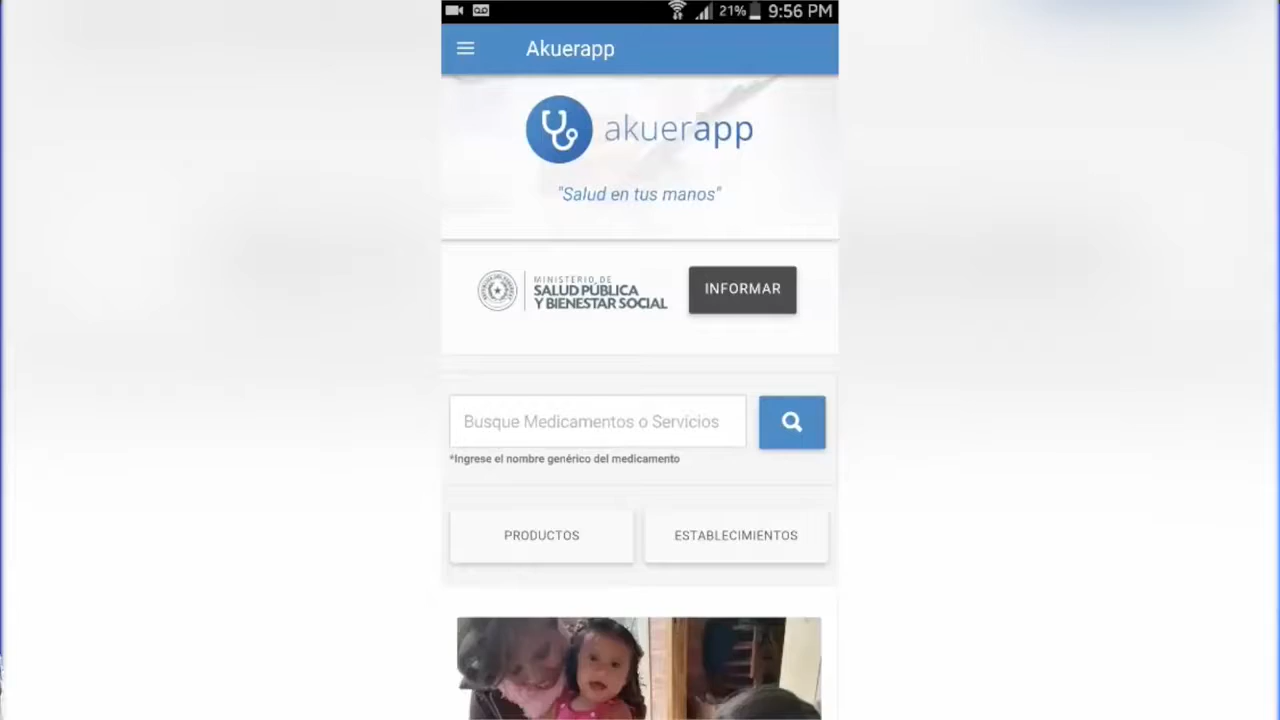 21% 9:56 PM
Akuerapp
akuerapp
"Salud en tus manos"
MINISTERIO DE
SALUD PÚBLICA
Y BIENESTAR SOCIAL
INFORMAR
Busque Medicamentos o Servicios
*Ingrese el nombre genérico del medicamento
PRODUCTOS
ESTABLECIMIENTOS